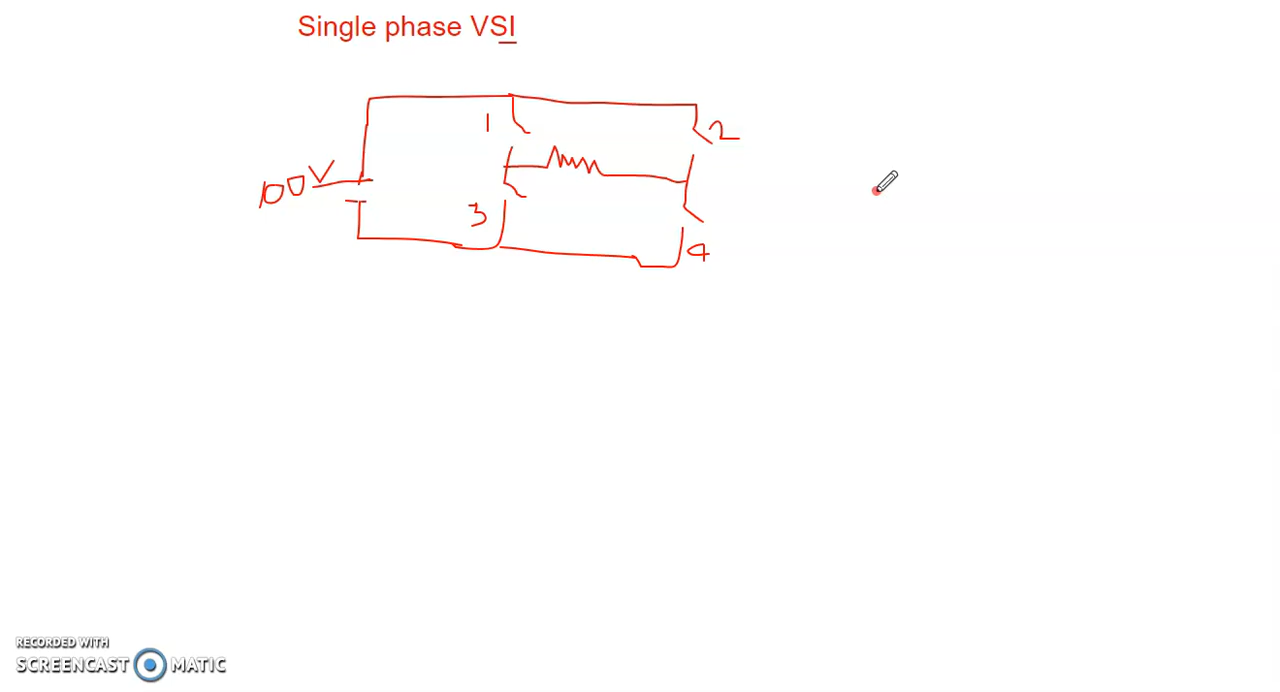 Single phase VSI
1
2
100V
3
4
RECORDED WITH
SCREENCAST MATIC